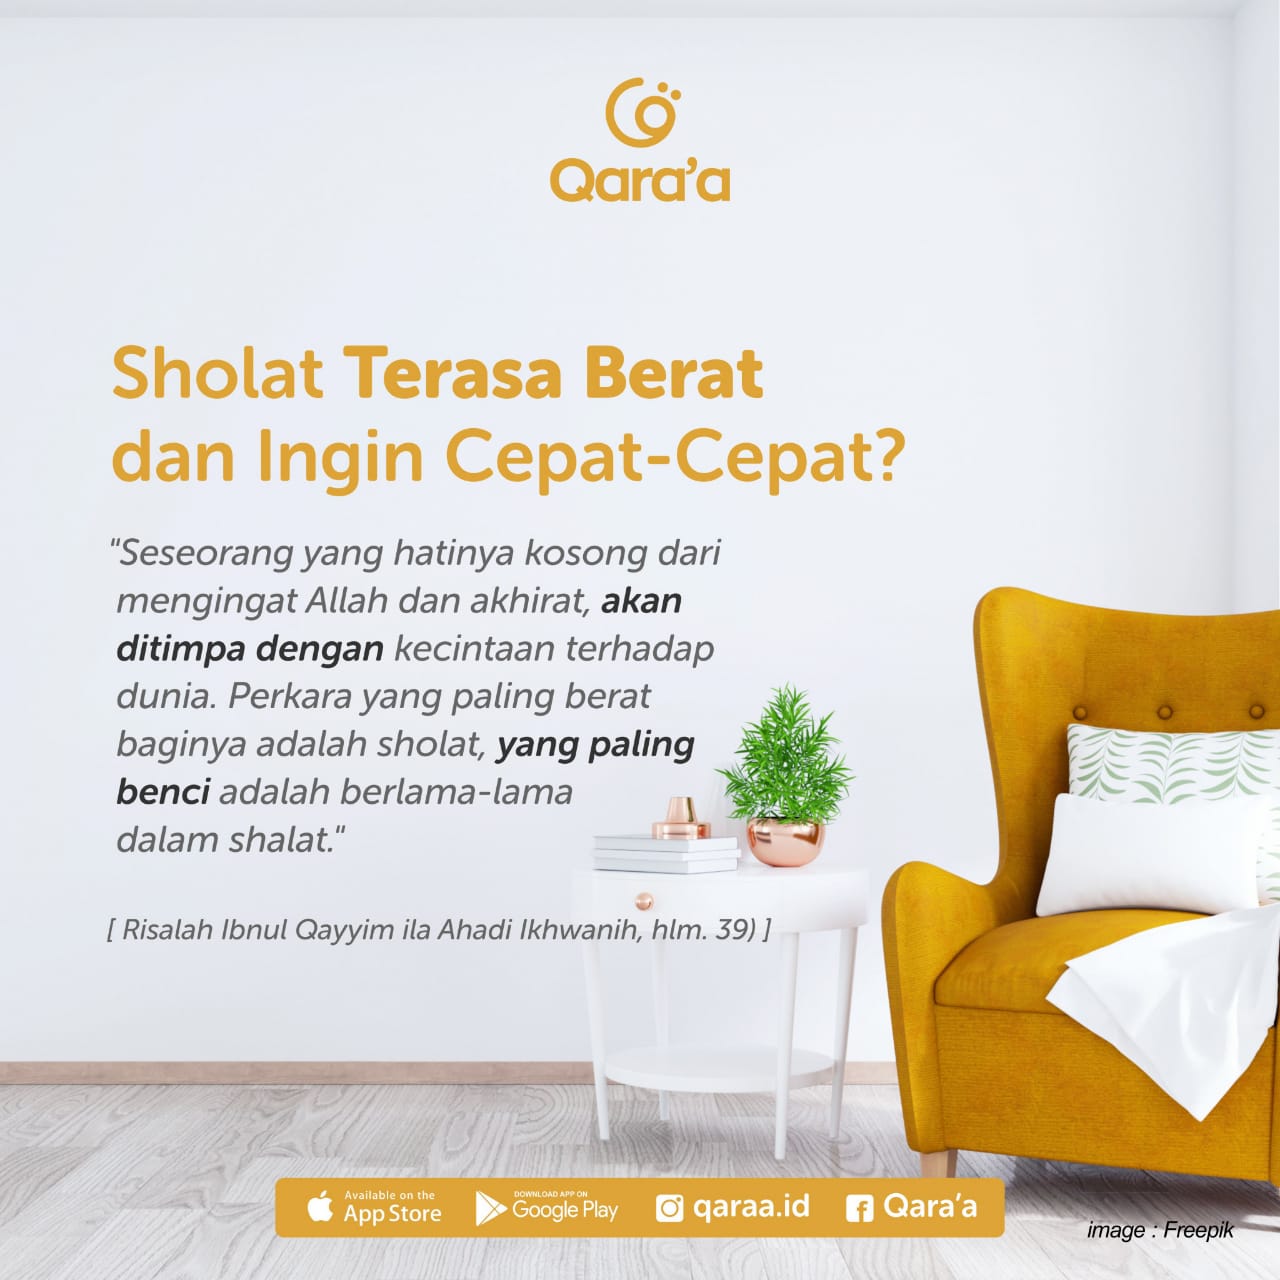 Qara'a
Sholat Terasa Berat
dan Ingin Cepat-Cepat?
"Seseorang yang hatinya kosong dari
mengingat Allah dan akhirat, akan
ditimpa dengan kecintaan terhadap
dunia. Perkara yang paling berat
baginya adalah sholat, yang paling
benci adalah berlama-lama
dalam shalat."
[ Risalah Ibnul Qayyim ila Ahadi Ikhwanih, hlm. 39) ]
Available on the
App Store
DOWNLOAD APP ON
Google Play
qaraa.id
Qara'a
image : Freepik